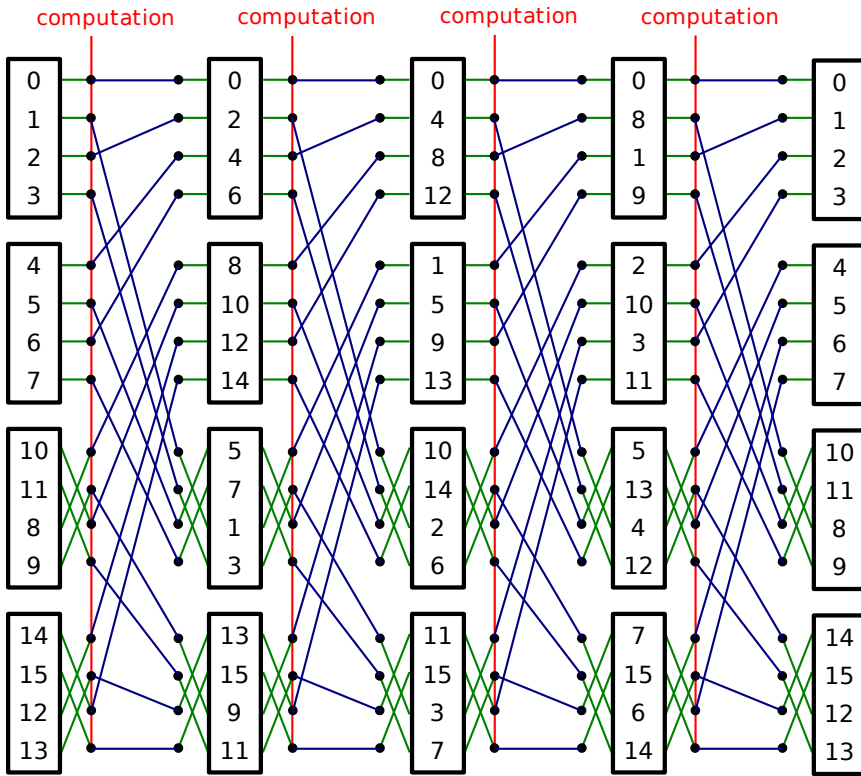 computation computation computation computation
0 0 0 0 0
1 2 4 8 1
2 4 8 1 2
3 6 12 9 3
4 8 1 2 4
5 10 5 10 5
6 12 9 3 6
7 14 13 11 7
10 5 10 5 10
11 7 14 13 11
8 1 2 4 8
9 3 6 12 9
14 13 11 7 14
15 15 15 15 15
12 9 3 6 12
13 11 7 14 13